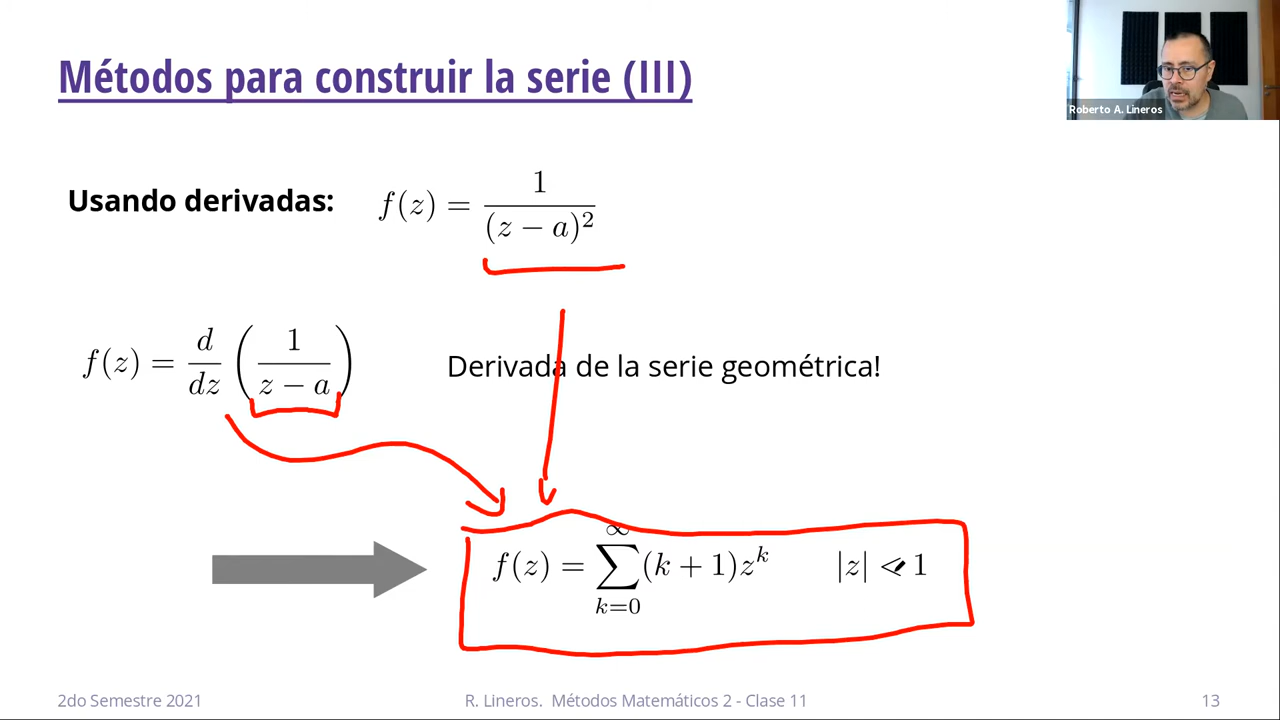 Métodos para construir la serie (III)
Roberto A. Lineros
Usando derivadas: f(z) = 1/(z − a)²
f(z) = d/dz (1/(z − a)) Derivada de la serie geométrica!
f(z) = ∑_{k=0}^{∞} (k + 1)z^k |z| < 1
2do Semestre 2021 R. Lineros. Métodos Matemáticos 2 - Clase 11 13